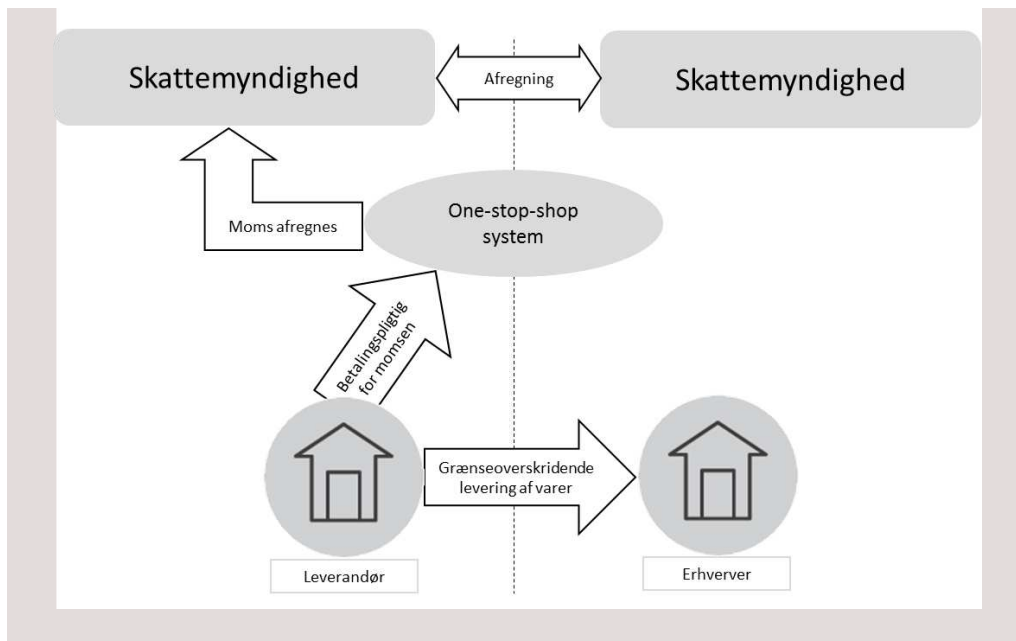 Skattemyndighed
Afregning
Skattemyndighed
One-stop-shop
system
Moms afregnes
Betalingspligtig
for momsen
Grænseoverskridende
levering af varer
Leverandør
Erhverver